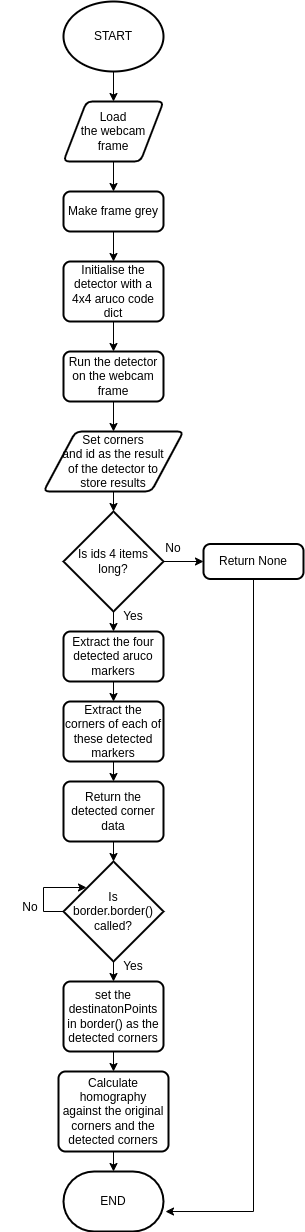 START
Load
the webcam
frame
Make frame grey
Initialise the
detector with a
4x4 aruco code
dict
Run the detector
on the webcam
frame
Set corners
and id as the result
of the detector to
store results
Is ids 4 items
long?
No
Return None
Yes
Extract the four
detected aruco
markers
Extract the
corners of each of
these detected
markers
Return the
detected corner
data
Is
border.border()
called?
No
Yes
set the
destinatonPoints
in border() as the
detected corners
Calculate
homography
against the original
corners and the
detected corners
END